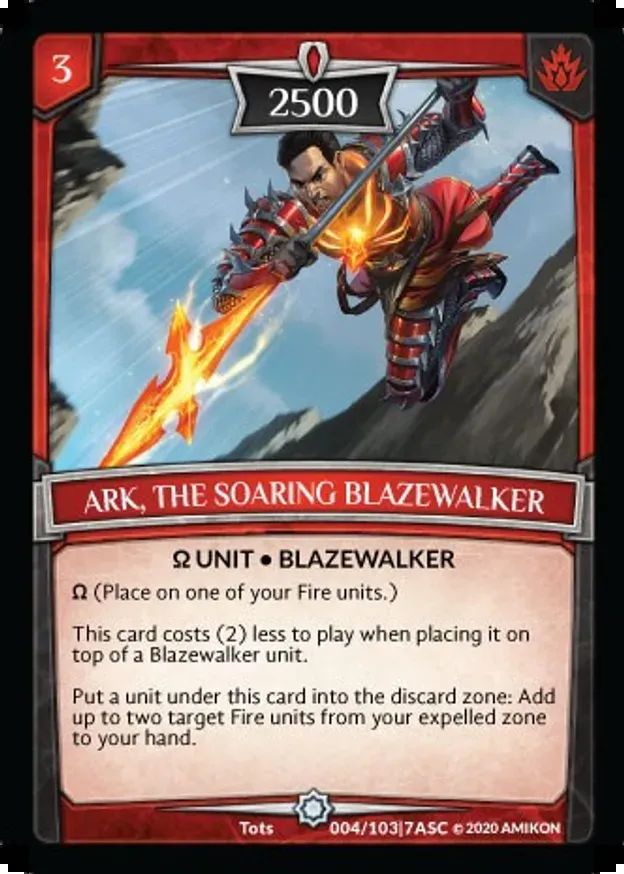 3
2500
ARK, THE SOARING BLAZEWALKER
Ω UNIT • BLAZEWALKER
Ω (Place on one of your Fire units.)
This card costs (2) less to play when placing it on
top of a Blazewalker unit.
Put a unit under this card into the discard zone: Add
up to two target Fire units from your expelled zone
to your hand.
Tots 004/103|7ASC © 2020 AMIKON